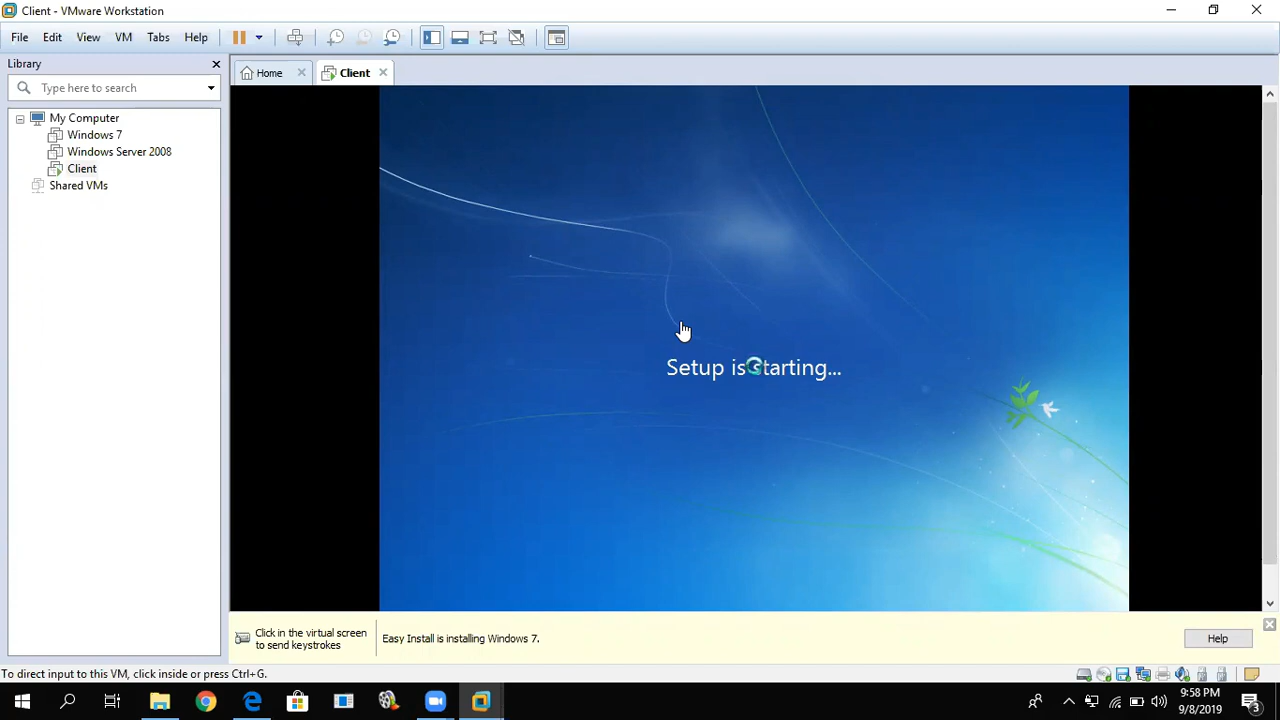 Client - VMware Workstation
File Edit View VM Tabs Help
Library
Home
Client
Type here to search
My Computer
Windows 7
Windows Server 2008
Client
Shared VMs
Setup is starting...
Click in the virtual screen
to send keystrokes
Easy Install is installing Windows 7.
Help
To direct input to this VM, click inside or press Ctrl+G.
9:58 PM
9/8/2019
3